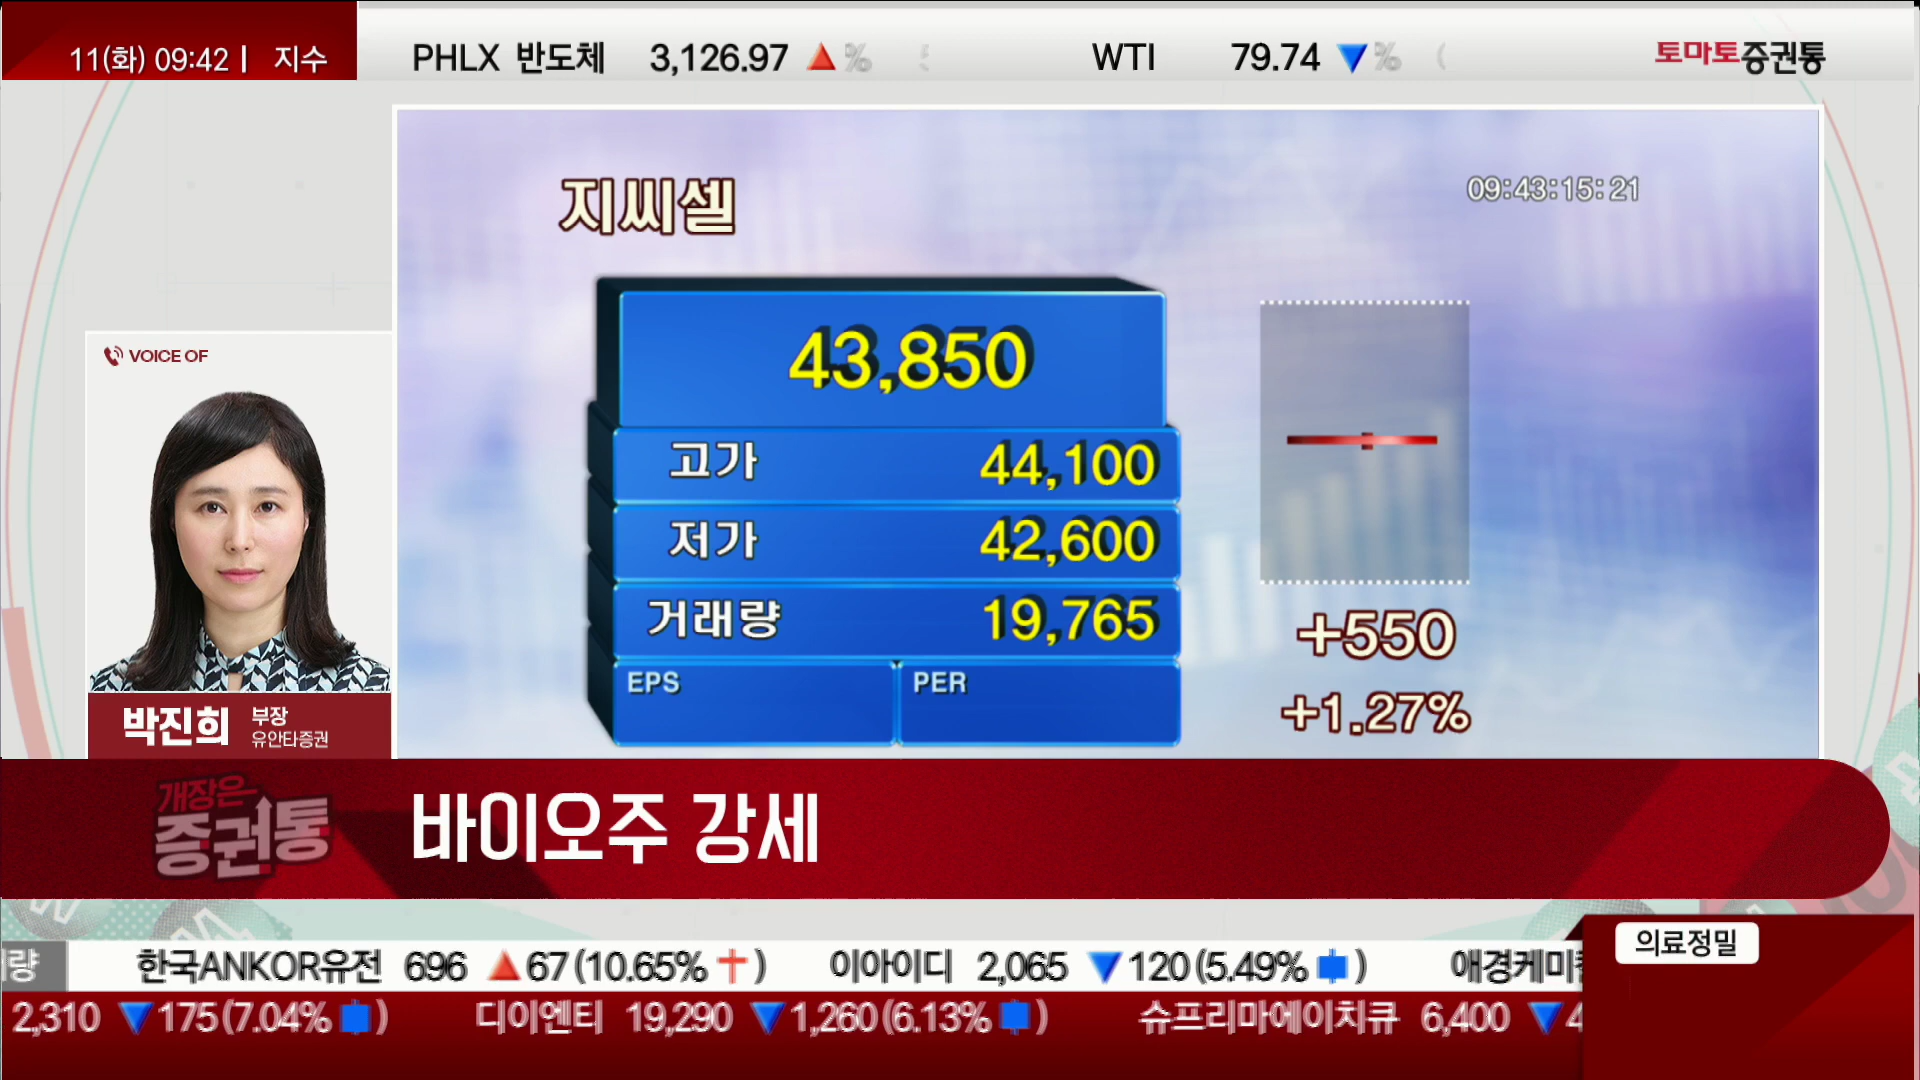 11(화) 09:42 | 지수
PHLX 반도체 3,126.97 ▲ %
WTI 79.74 ▼ %
토마토증권통
지씨셀
09:43:15:21
43,850
고가 44,100
저가 42,600
거래량 19,765
EPS PER
+550
+1.27%
VOICE OF
박진희 부장
유안타증권
개장은
증권통
바이오주 강세
한국ANKOR유전 696 ▲67(10.65% ) 이아이디 2,065 ▼120(5.49% ) 애경케미
의료정밀
2,310 ▼175(7.04% ) 디이엔티 19,290 ▼1,260(6.13% ) 슈프리마에이치큐 6,400 ▼4